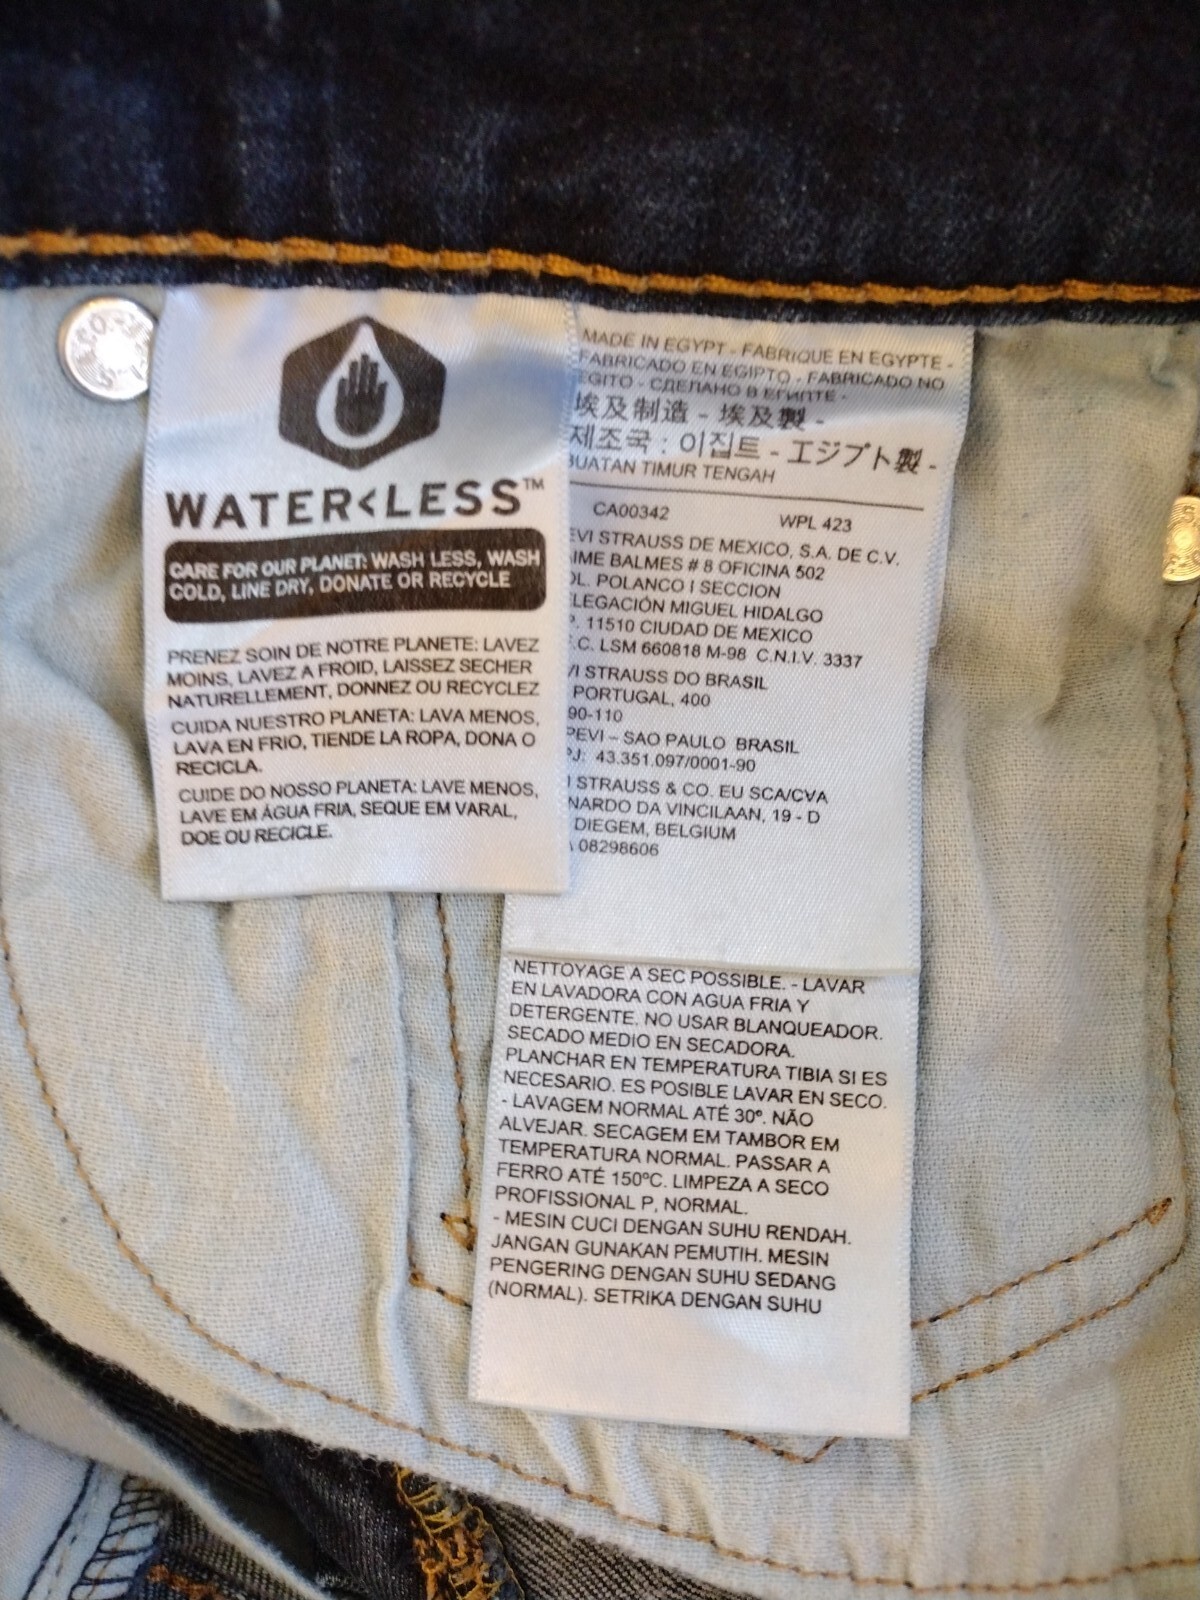 WATER<LESS™
CARE FOR OUR PLANET: WASH LESS, WASH
COLD, LINE DRY, DONATE OR RECYCLE
PRENEZ SOIN DE NOTRE PLANETE: LAVEZ
MOINS, LAVEZ A FROID, LAISSEZ SECHER
NATURELLEMENT, DONNEZ OU RECYCLEZ
CUIDA NUESTRO PLANETA: LAVA MENOS,
LAVA EN FRIO, TIENDE LA ROPA, DONA O
RECICLA.
CUIDE DO NOSSO PLANETA: LAVE MENOS,
LAVE EM ÁGUA FRIA, SEQUE EM VARAL,
DOE OU RECICLE.
MADE IN EGYPT - FABRIQUE EN EGYPTE -
FABRICADO EN EGIPTO - FABRICADO NO
EGITO - СДЕЛАНО В ЕГИПТЕ -
埃及制造 - 埃及製 -
제조국 : 이집트 - エジプト製 -
BUATAN TIMUR TENGAH
CA00342 WPL 423
EVI STRAUSS DE MEXICO, S.A. DE C.V.
AIME BALMES # 8 OFICINA 502
OL. POLANCO I SECCION
ELEGACIÓN MIGUEL HIDALGO
P. 11510 CIUDAD DE MEXICO
.C. LSM 660818 M-98 C.N.I.V. 3337
VI STRAUSS DO BRASIL
PORTUGAL, 400
90-110
PEVI – SAO PAULO BRASIL
PJ: 43.351.097/0001-90
I STRAUSS & CO. EU SCA/CVA
NARDO DA VINCILAAN, 19 - D
DIEGEM, BELGIUM
08298606
NETTOYAGE A SEC POSSIBLE. - LAVAR
EN LAVADORA CON AGUA FRIA Y
DETERGENTE. NO USAR BLANQUEADOR.
SECADO MEDIO EN SECADORA.
PLANCHAR EN TEMPERATURA TIBIA SI ES
NECESARIO. ES POSIBLE LAVAR EN SECO.
- LAVAGEM NORMAL ATÉ 30º. NÃO
ALVEJAR. SECAGEM EM TAMBOR EM
TEMPERATURA NORMAL. PASSAR A
FERRO ATÉ 150ºC. LIMPEZA A SECO
PROFISSIONAL P, NORMAL.
- MESIN CUCI DENGAN SUHU RENDAH.
JANGAN GUNAKAN PEMUTIH. MESIN
PENGERING DENGAN SUHU SEDANG
(NORMAL). SETRIKA DENGAN SUHU